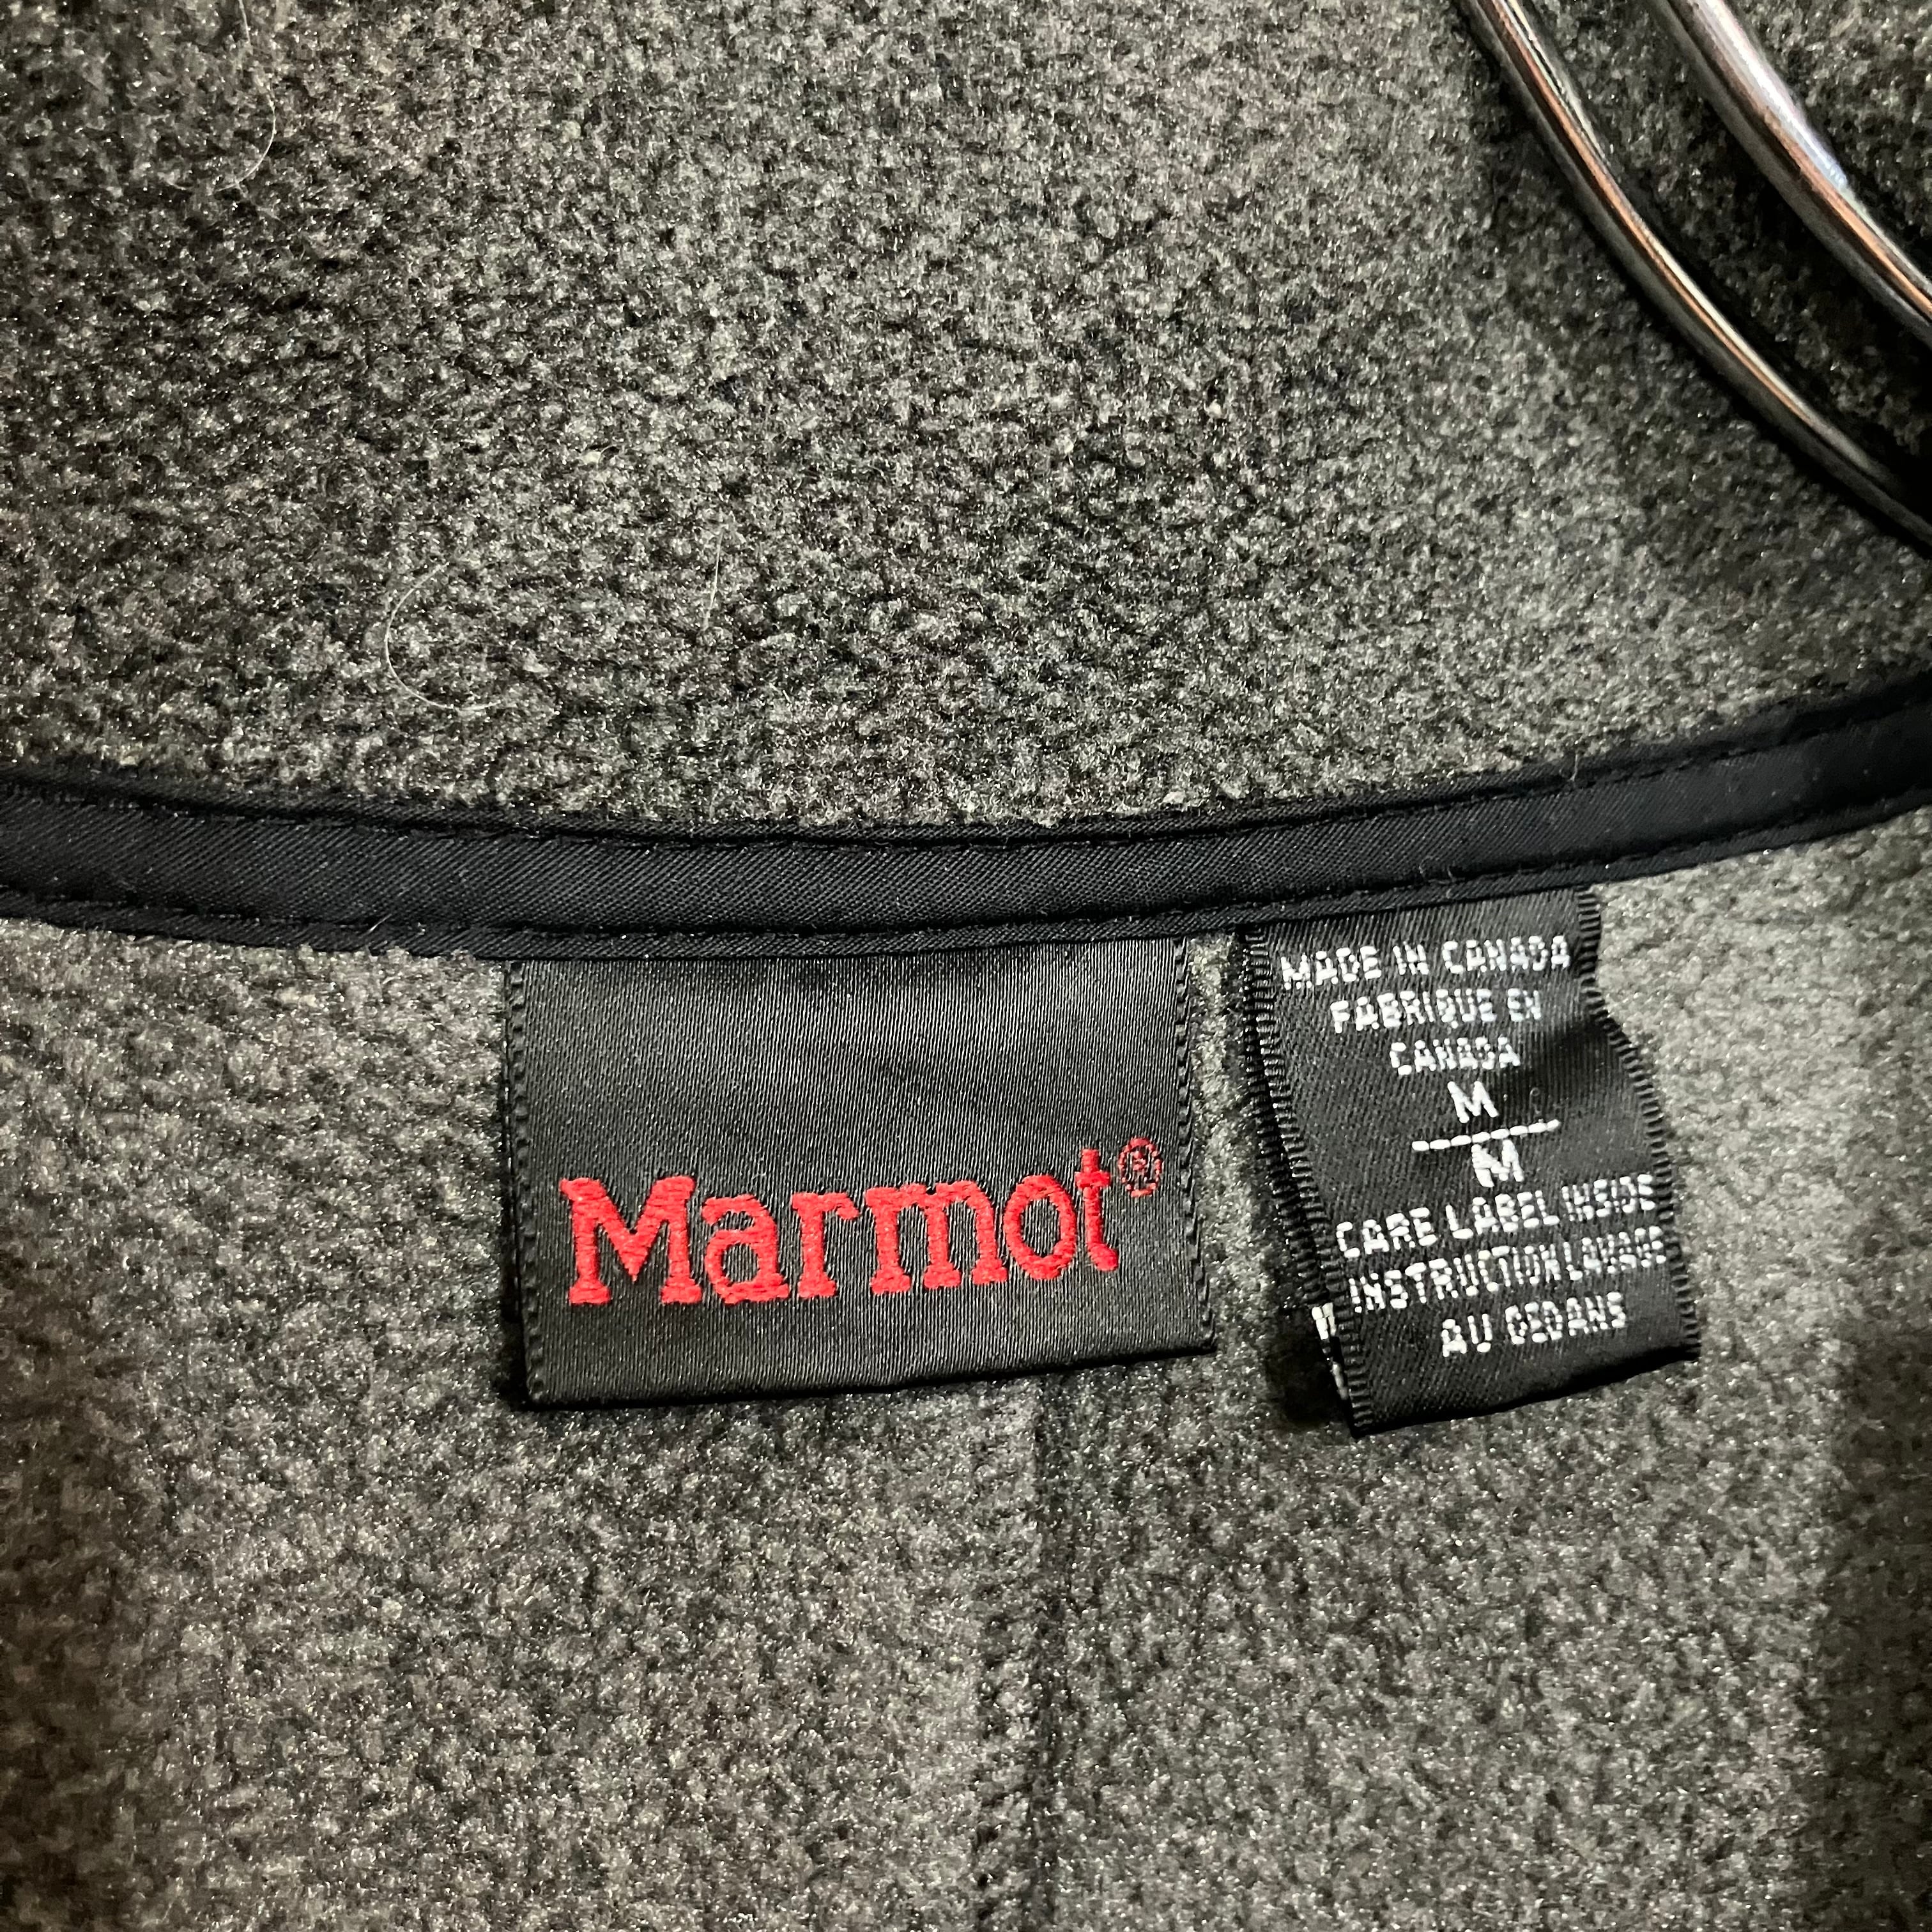 Marmot®
MADE IN CANADA
FABRIQUE EN
CANADA
M
M
CARE LABEL INSIDE
INSTRUCTION LAVAGE
AU DEDANS